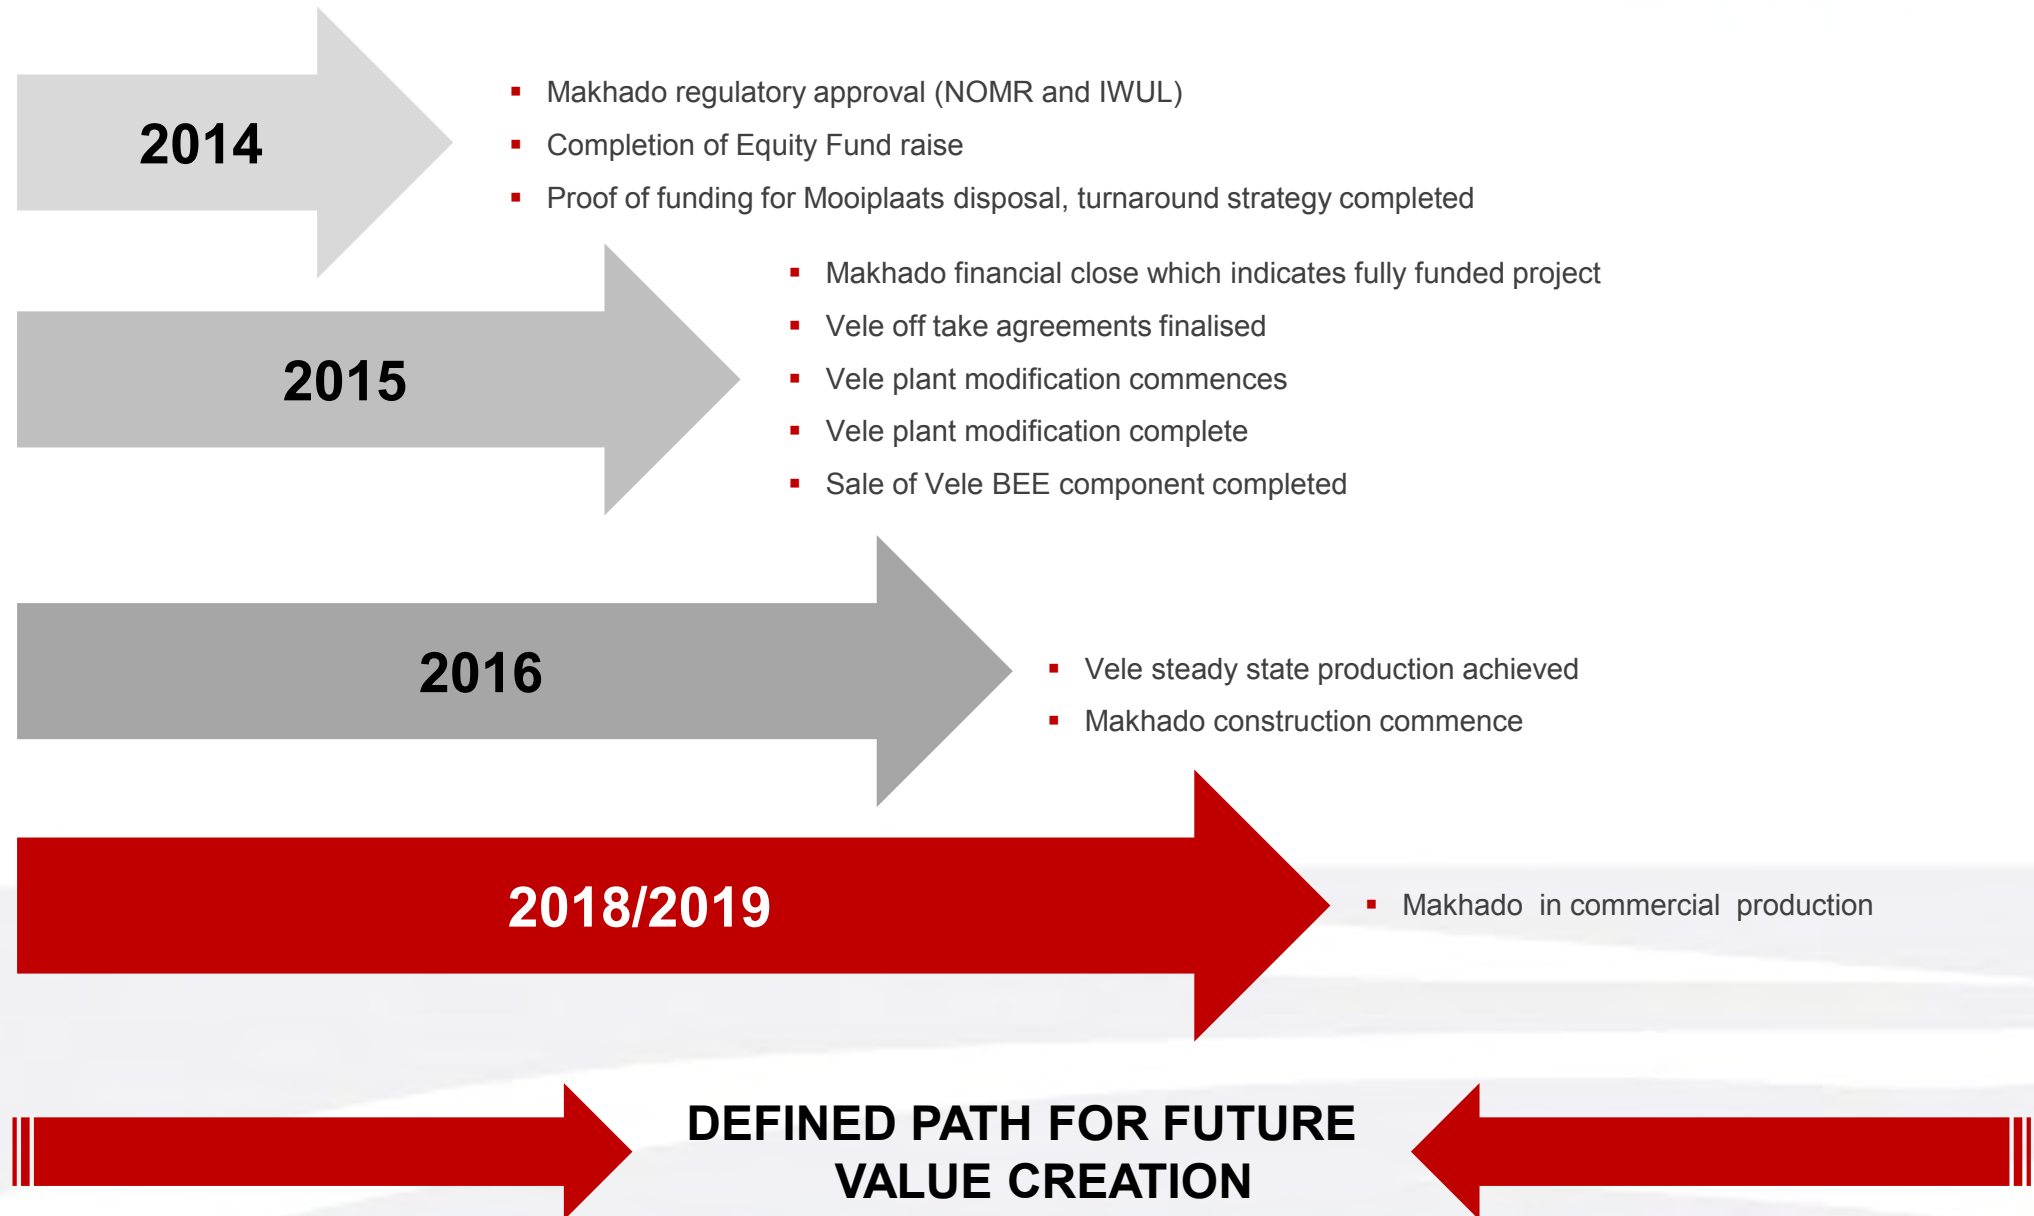 2014
Makhado regulatory approval (NOMR and IWUL)
Completion of Equity Fund raise
Proof of funding for Mooiplaats disposal, turnaround strategy completed
2015
Makhado financial close which indicates fully funded project
Vele off take agreements finalised
Vele plant modification commences
Vele plant modification complete
Sale of Vele BEE component completed
2016
Vele steady state production achieved
Makhado construction commence
2018/2019
Makhado in commercial production
DEFINED PATH FOR FUTURE
VALUE CREATION